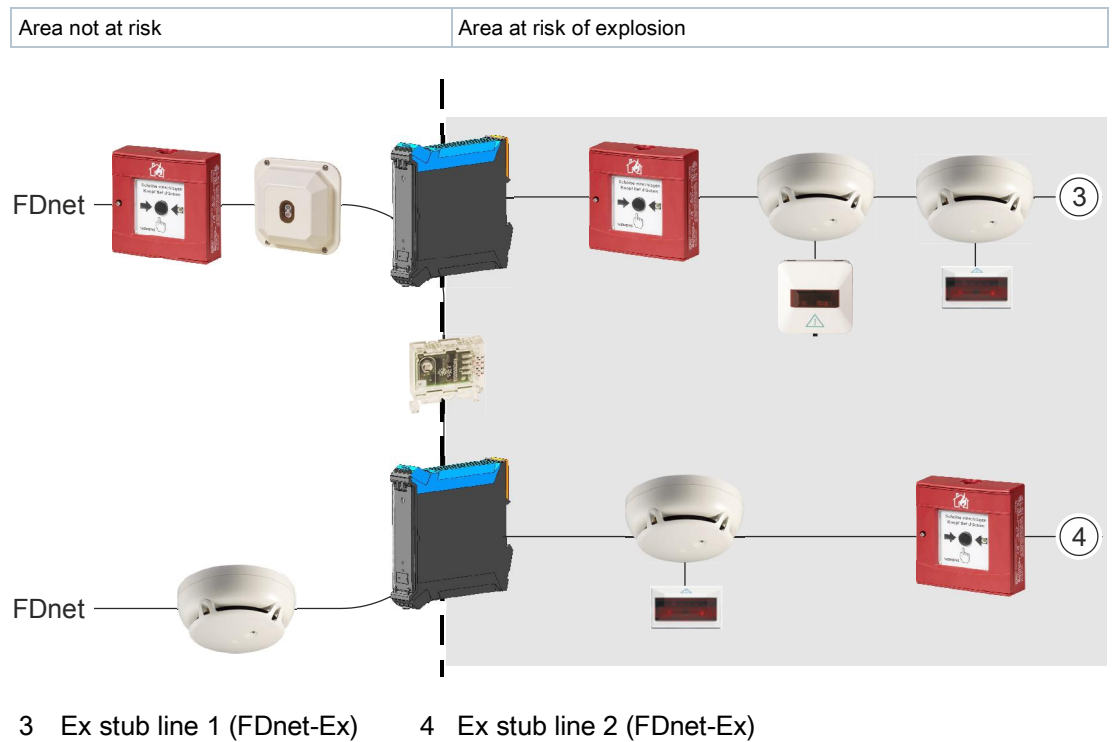 Area not at risk
Area at risk of explosion
FDnet
3
4
FDnet
3 Ex stub line 1 (FDnet-Ex)
4 Ex stub line 2 (FDnet-Ex)